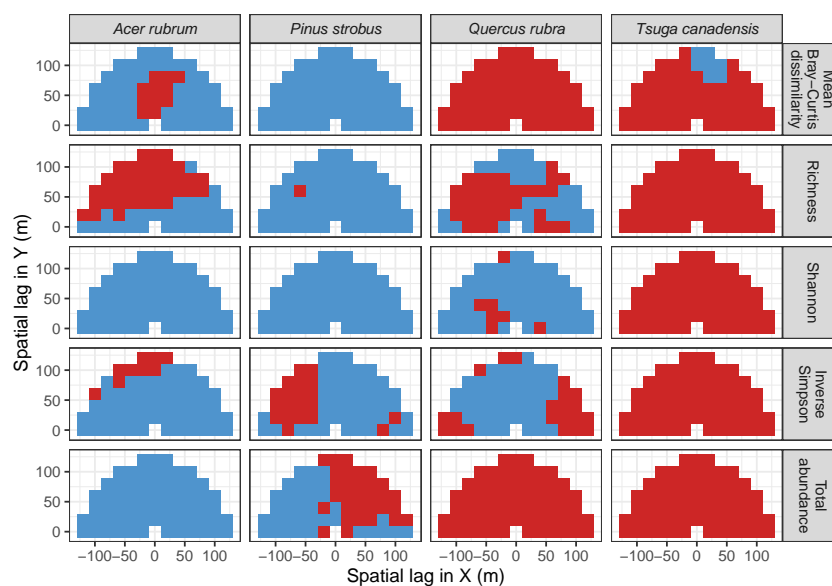 Acer rubrum
Pinus strobus
Quercus rubra
Tsuga canadensis
100
50
0
Mean
Bray−Curtis
dissimilarity
100
50
0
Richness
100
50
0
Shannon
100
50
0
Inverse
Simpson
100
50
0
Total
abundance
Spatial lag in Y (m)
−100 −50 0 50 100
−100 −50 0 50 100
−100 −50 0 50 100
−100 −50 0 50 100
Spatial lag in X (m)